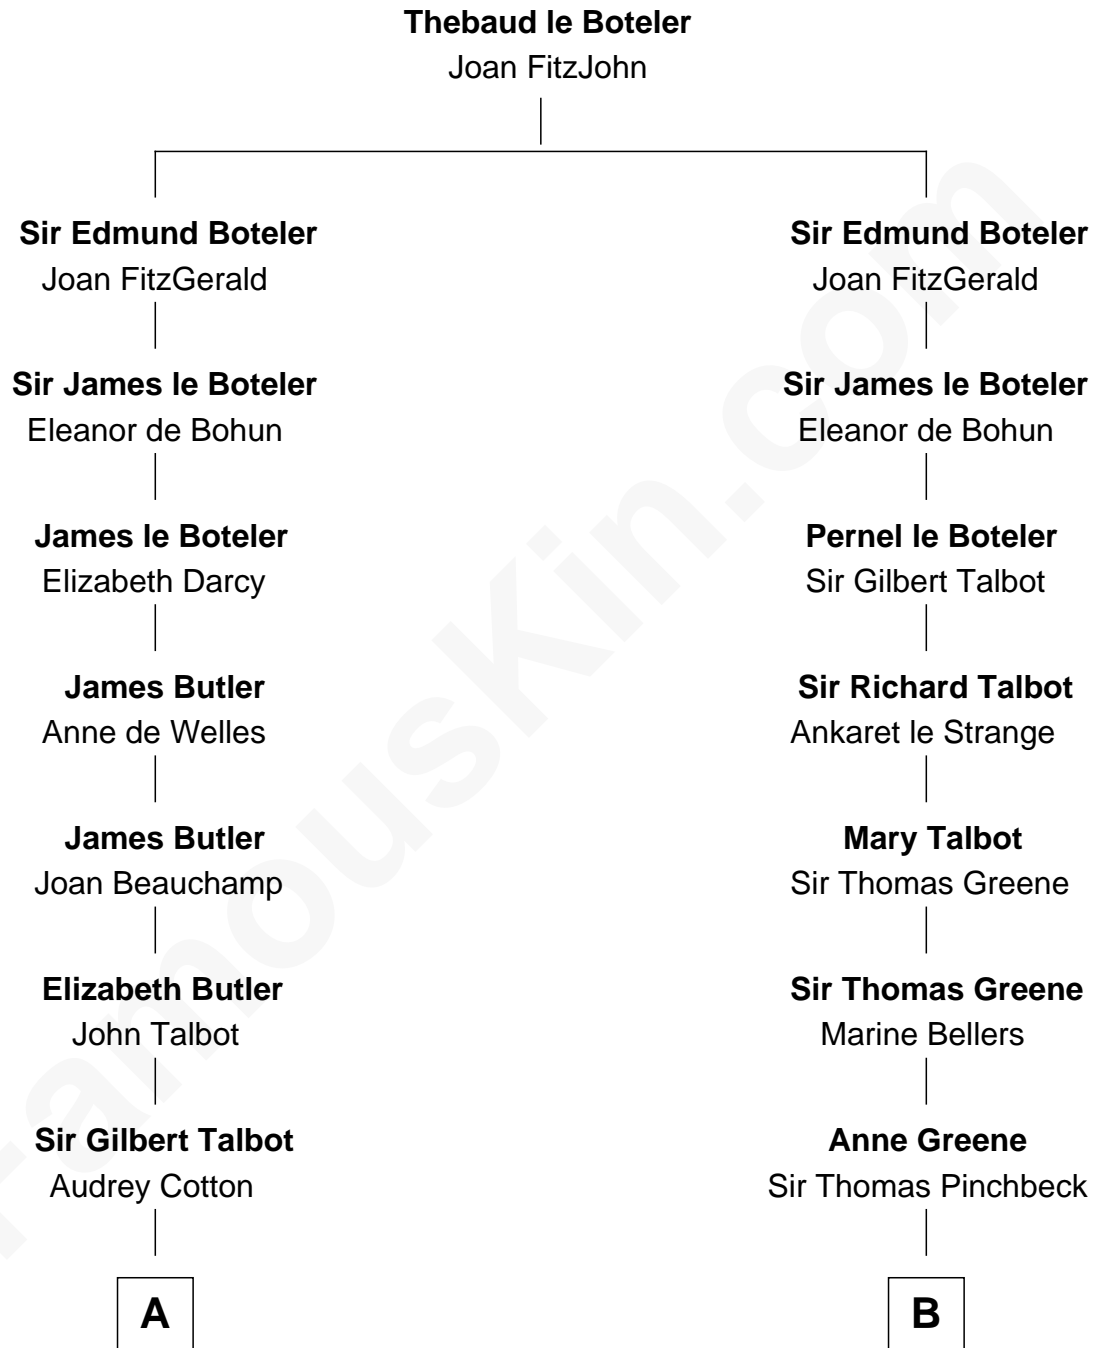 Thebaud le Boteler
Joan FitzJohn
Sir Edmund Boteler
Joan FitzGerald
Sir Edmund Boteler
Joan FitzGerald
Sir James le Boteler
Eleanor de Bohun
Sir James le Boteler
Eleanor de Bohun
James le Boteler
Elizabeth Darcy
Pernel le Boteler
Sir Gilbert Talbot
James Butler
Anne de Welles
Sir Richard Talbot
Ankaret le Strange
James Butler
Joan Beauchamp
Mary Talbot
Sir Thomas Greene
Elizabeth Butler
John Talbot
Sir Thomas Greene
Marine Bellers
Sir Gilbert Talbot
Audrey Cotton
Anne Greene
Sir Thomas Pinchbeck
A
B
FamousKin.com